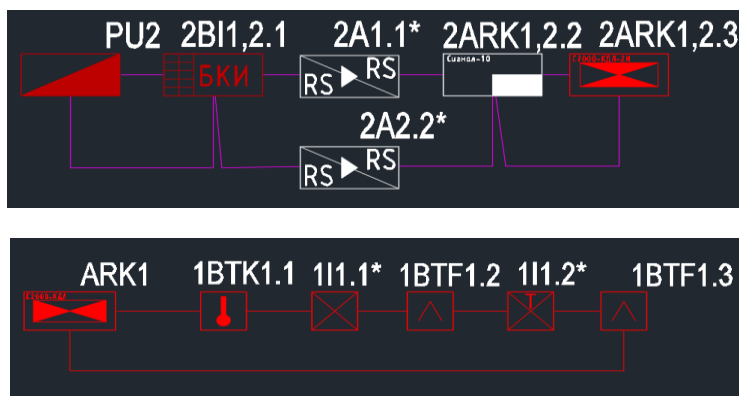 PU2 2BI1,2.1 2A1.1* 2ARK1,2.2 2ARK1,2.3
БКИ RS RS Сигнал-10
2A2.2*
RS RS
ARK1 1BTK1.1 1I1.1* 1BTF1.2 1I1.2* 1BTF1.3
T